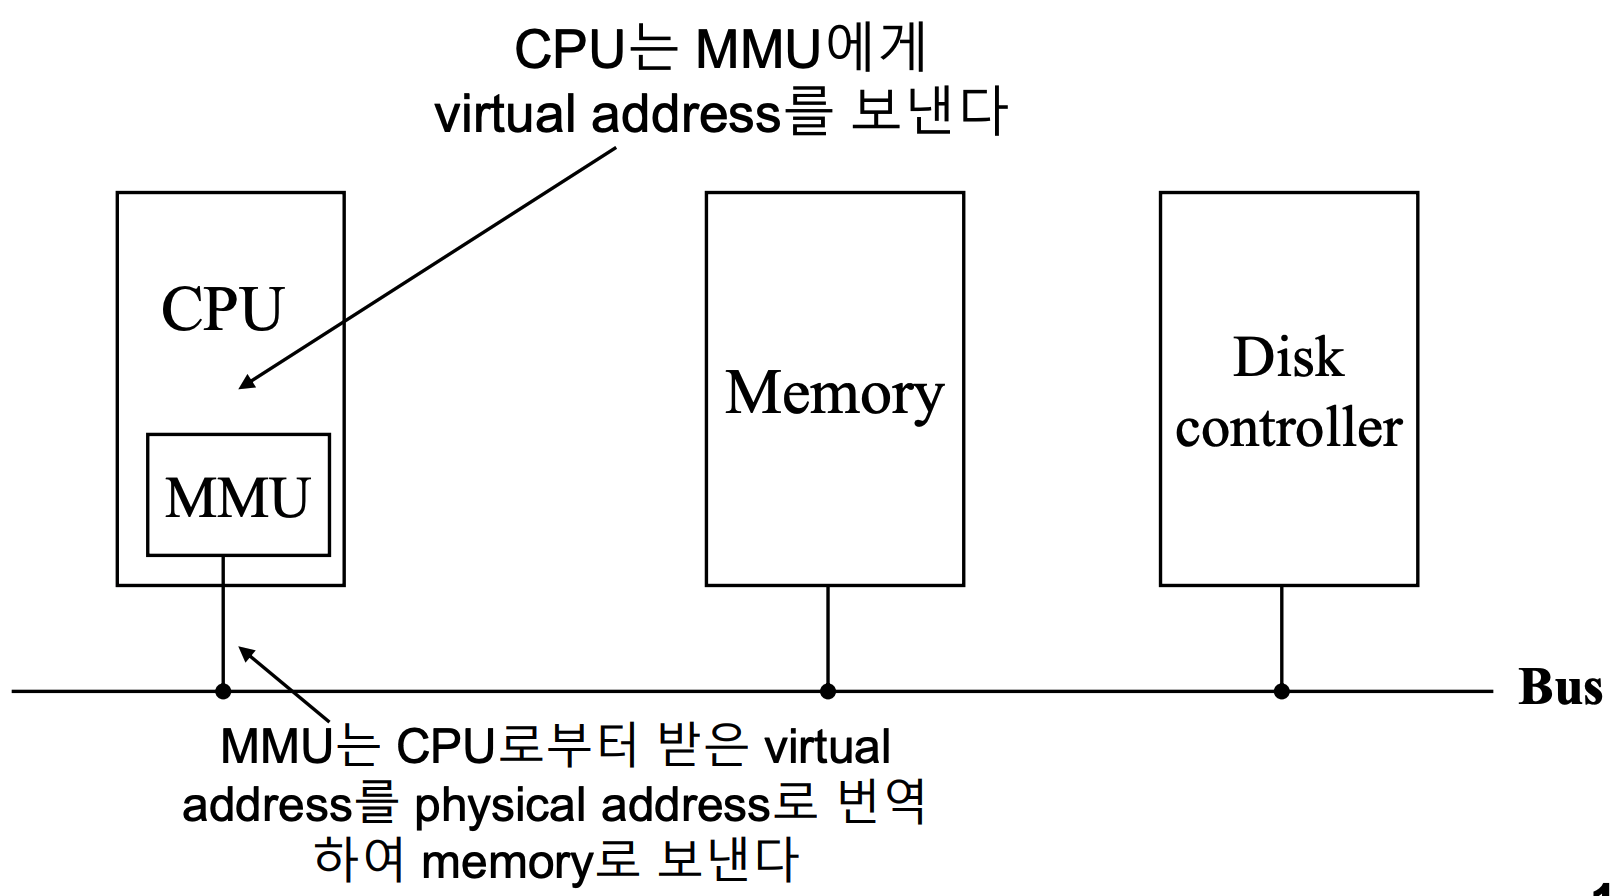 CPU는 MMU에게
virtual address를 보낸다
CPU
MMU
Memory
Disk
controller
Bus
MMU는 CPU로부터 받은 virtual
address를 physical address로 번역
하여 memory로 보낸다